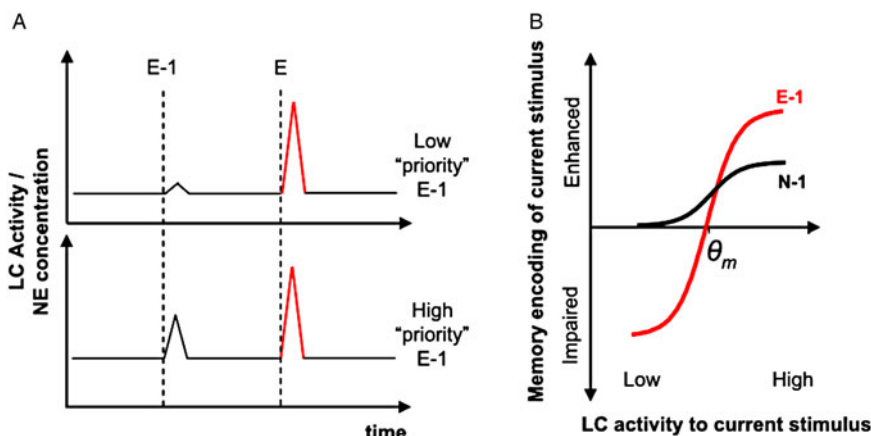 A
E-1
E
Low
"priority"
E-1
High
"priority"
E-1
LC Activity /
NE concentration
time
B
E-1
N-1
θm
Enhanced
Impaired
Memory encoding of current stimulus
Low
High
LC activity to current stimulus